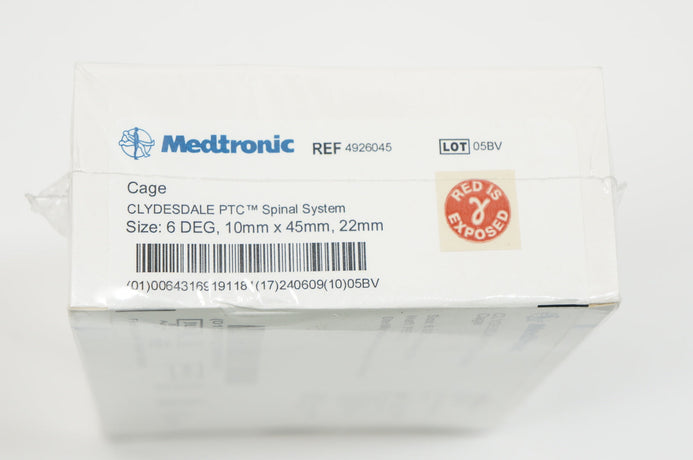 Medtronic REF 4926045 LOT 05BV
Cage
CLYDESDALE PTC™ Spinal System
Size: 6 DEG, 10mm x 45mm, 22mm
RED IS
γ
EXPOSED
(01)00643169191181(17)240609(10)05BV
Medtronic